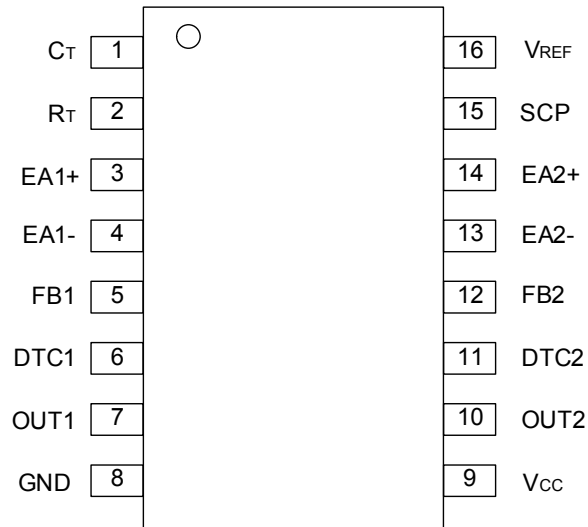 CT 1 16 VREF
RT 2 15 SCP
EA1+ 3 14 EA2+
EA1- 4 13 EA2-
FB1 5 12 FB2
DTC1 6 11 DTC2
OUT1 7 10 OUT2
GND 8 9 VCC